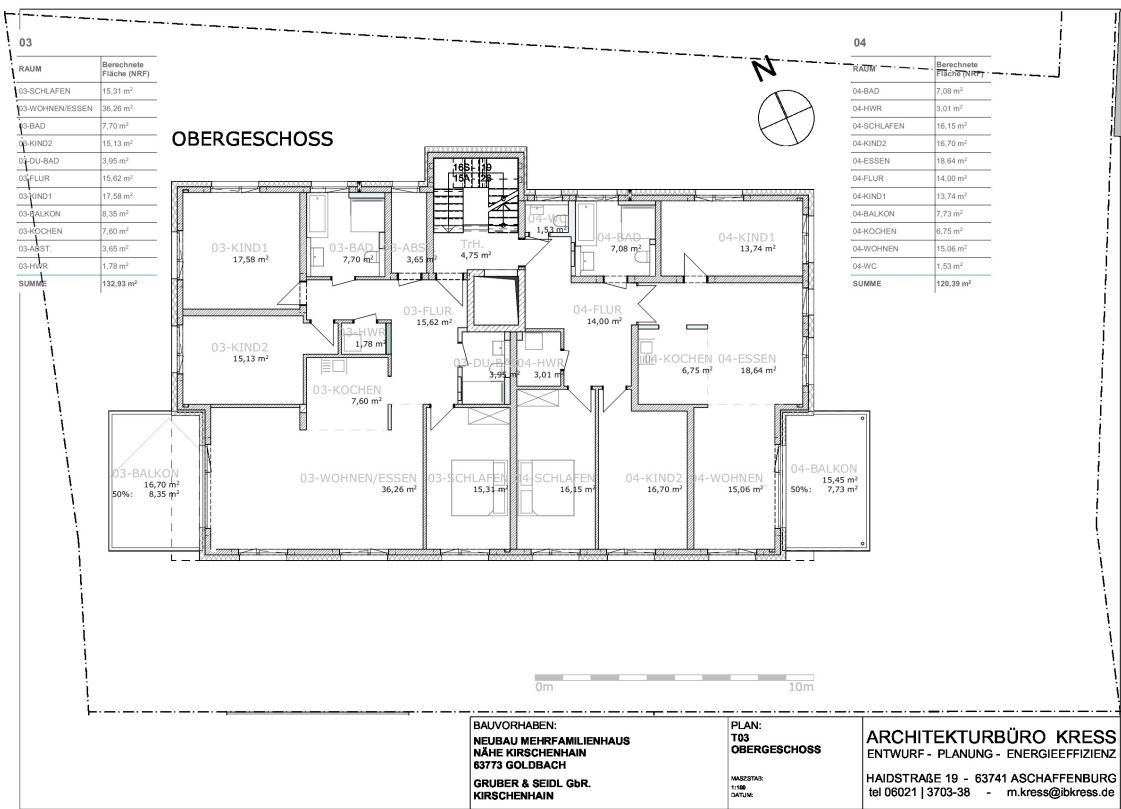 03
RAUM Berechnete Fläche (NRF)
03-SCHLAFEN 15,31 m²
03-WOHNEN/ESSEN 36,26 m²
03-BAD 7,70 m²
03-KIND2 15,13 m²
03-DU-BAD 3,95 m²
03-FLUR 15,62 m²
03-KIND1 17,58 m²
03-BALKON 8,35 m²
03-KOCHEN 7,60 m²
03-ABST. 3,65 m²
03-HWR 1,78 m²
SUMME 132,93 m²
04
RAUM Berechnete Fläche (NRF)
04-BAD 7,08 m²
04-HWR 3,01 m²
04-SCHLAFEN 16,15 m²
04-KIND2 16,70 m²
04-ESSEN 18,64 m²
04-FLUR 14,00 m²
04-KIND1 13,74 m²
04-BALKON 7,73 m²
04-KOCHEN 6,75 m²
04-WOHNEN 15,06 m²
04-WC 1,53 m²
SUMME 120,39 m²
N
OBERGESCHOSS
03-KIND1
17,58 m²
03-BAD
7,70 m²
03-ABST.
3,65 m²
TrH.
4,75 m²
04-WC
1,53 m²
04-BAD
7,08 m²
04-KIND1
13,74 m²
03-KIND2
15,13 m²
03-HWR
1,78 m²
03-FLUR
15,62 m²
04-FLUR
14,00 m²
03-KOCHEN
7,60 m²
03-DU-BAD
3,95 m²
04-HWR
3,01 m²
04-KOCHEN
6,75 m²
04-ESSEN
18,64 m²
03-BALKON
16,70 m²
50%: 8,35 m²
03-WOHNEN/ESSEN
36,26 m²
03-SCHLAFEN
15,31 m²
04-SCHLAFEN
16,15 m²
04-KIND2
16,70 m²
04-WOHNEN
15,06 m²
04-BALKON
15,45 m²
50%: 7,73 m²
0m 10m
BAUVORHABEN:
NEUBAU MEHRFAMILIENHAUS
NÄHE KIRSCHENHAIN
63773 GOLDBACH
GRUBER & SEIDL GbR.
KIRSCHENHAIN
PLAN:
T03
OBERGESCHOSS
MASZSTAB:
1:100
DATUM:
ARCHITEKTURBÜRO KRESS
ENTWURF - PLANUNG - ENERGIEEFFIZIENZ
HAIDSTRAßE 19 - 63741 ASCHAFFENBURG
tel 06021 | 3703-38 - m.kress@ibkress.de